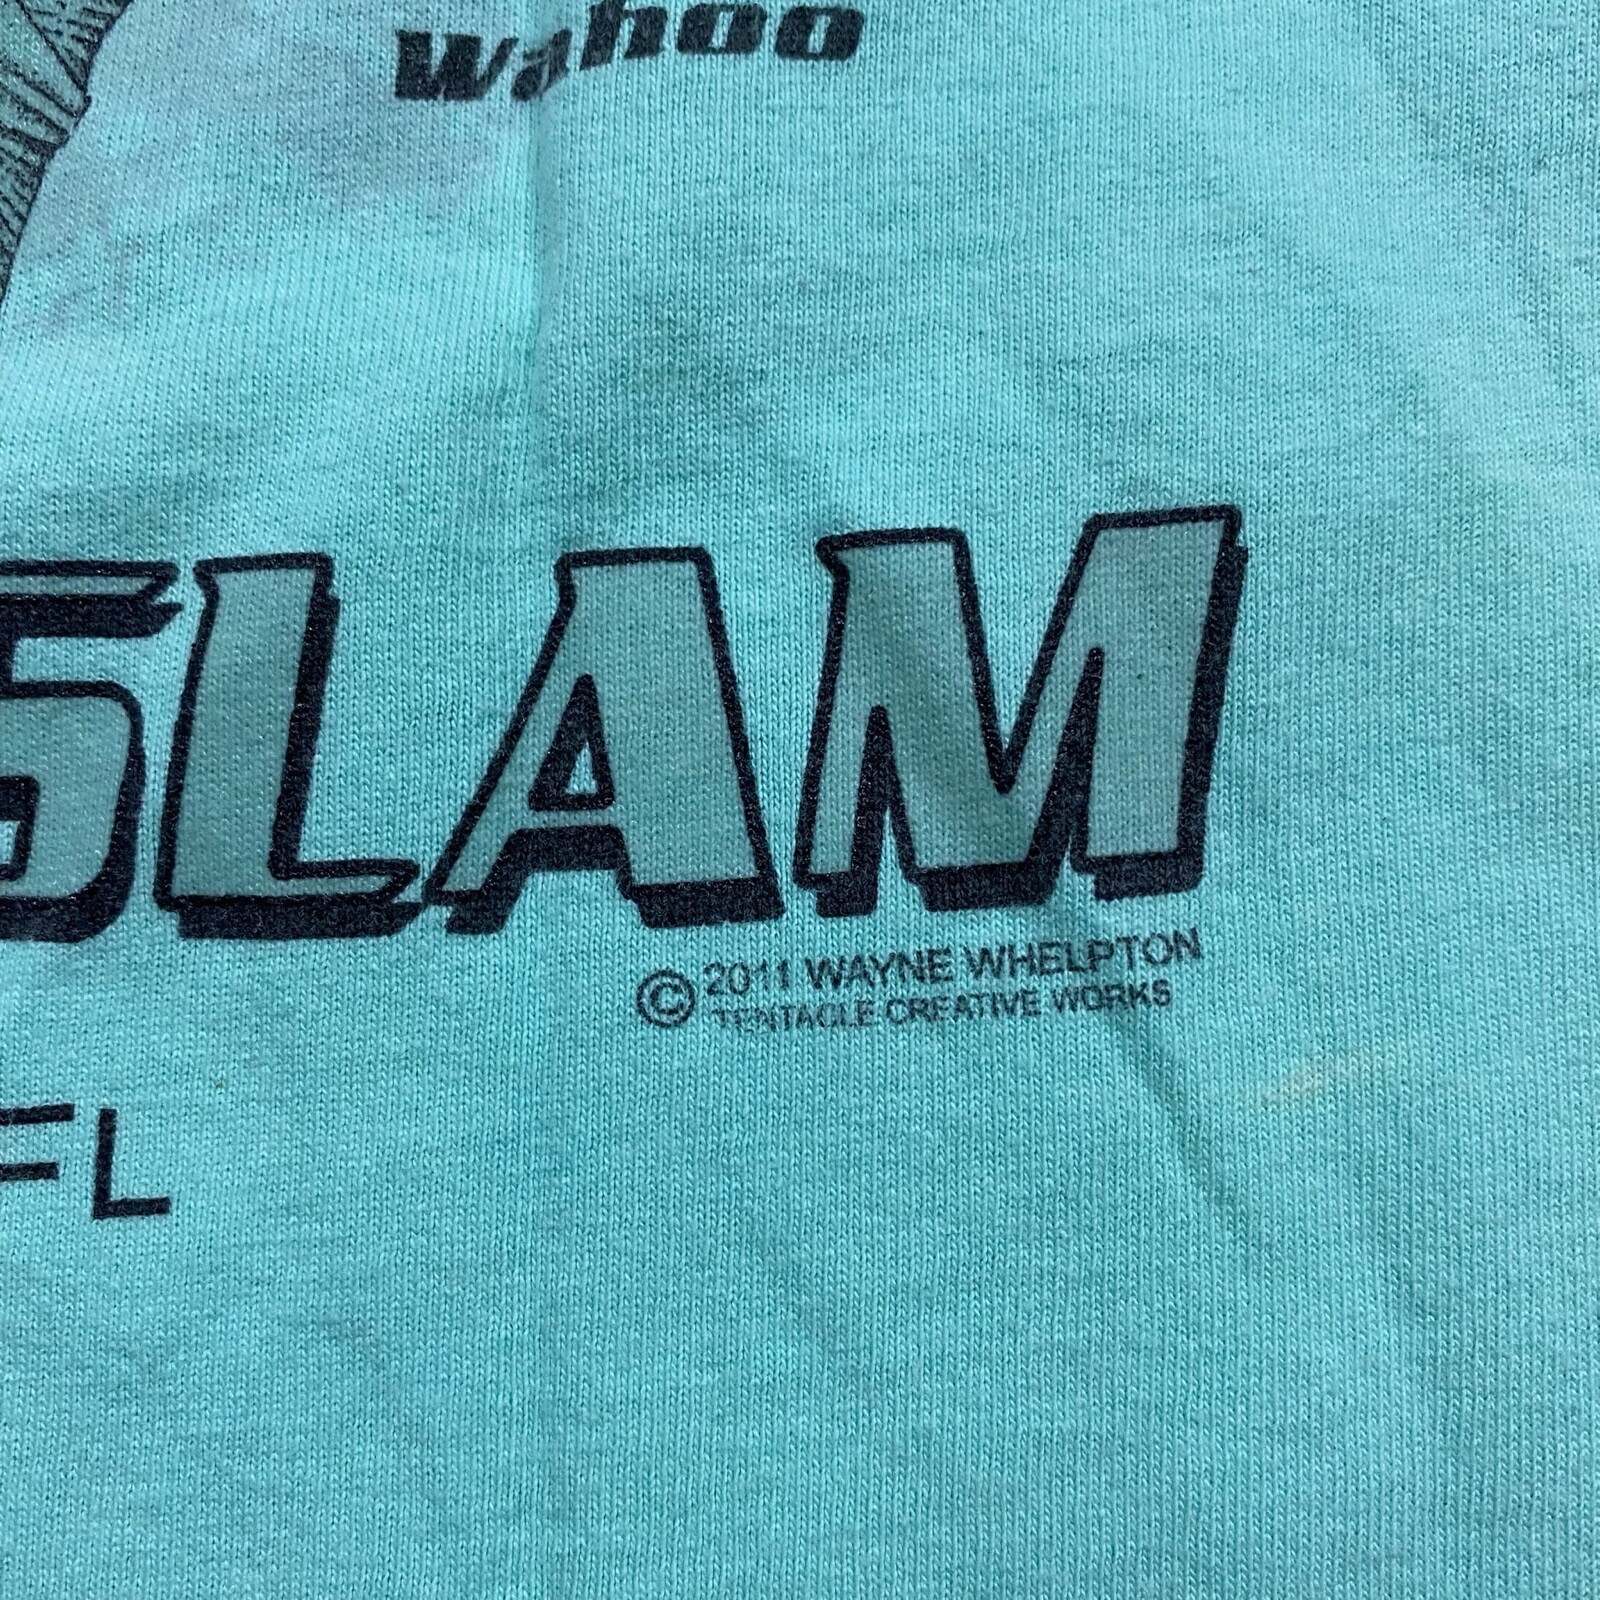 Wahoo
SLAM
© 2011 WAYNE WHELPTON
TENTACLE CREATIVE WORKS
FL